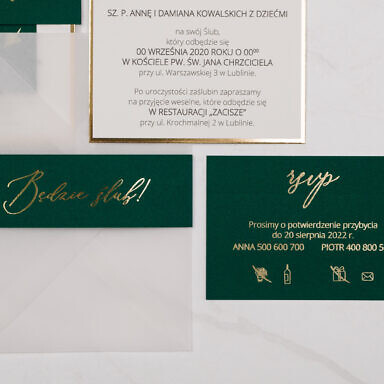 SZ. P. ANNĘ I DAMIANA KOWALSKICH Z DZIEĆMI
na swój Ślub,
który odbędzie się
00 WRZEŚNIA 2020 ROKU O 00⁰⁰
W KOŚCIELE PW. ŚW. JANA CHRZCICIELA
przy ul. Warszawskiej 3 w Lublinie.
Po uroczystości zaślubin zapraszamy
na przyjęcie weselne, które odbędzie się
W RESTAURACJI „ZACISZE”
przy ul. Krochmalnej 2 w Lublinie.
Będzie ślub!
rsvp
Prosimy o potwierdzenie przybycia
do 20 sierpnia 2022 r.
ANNA 500 600 700 PIOTR 400 800 5